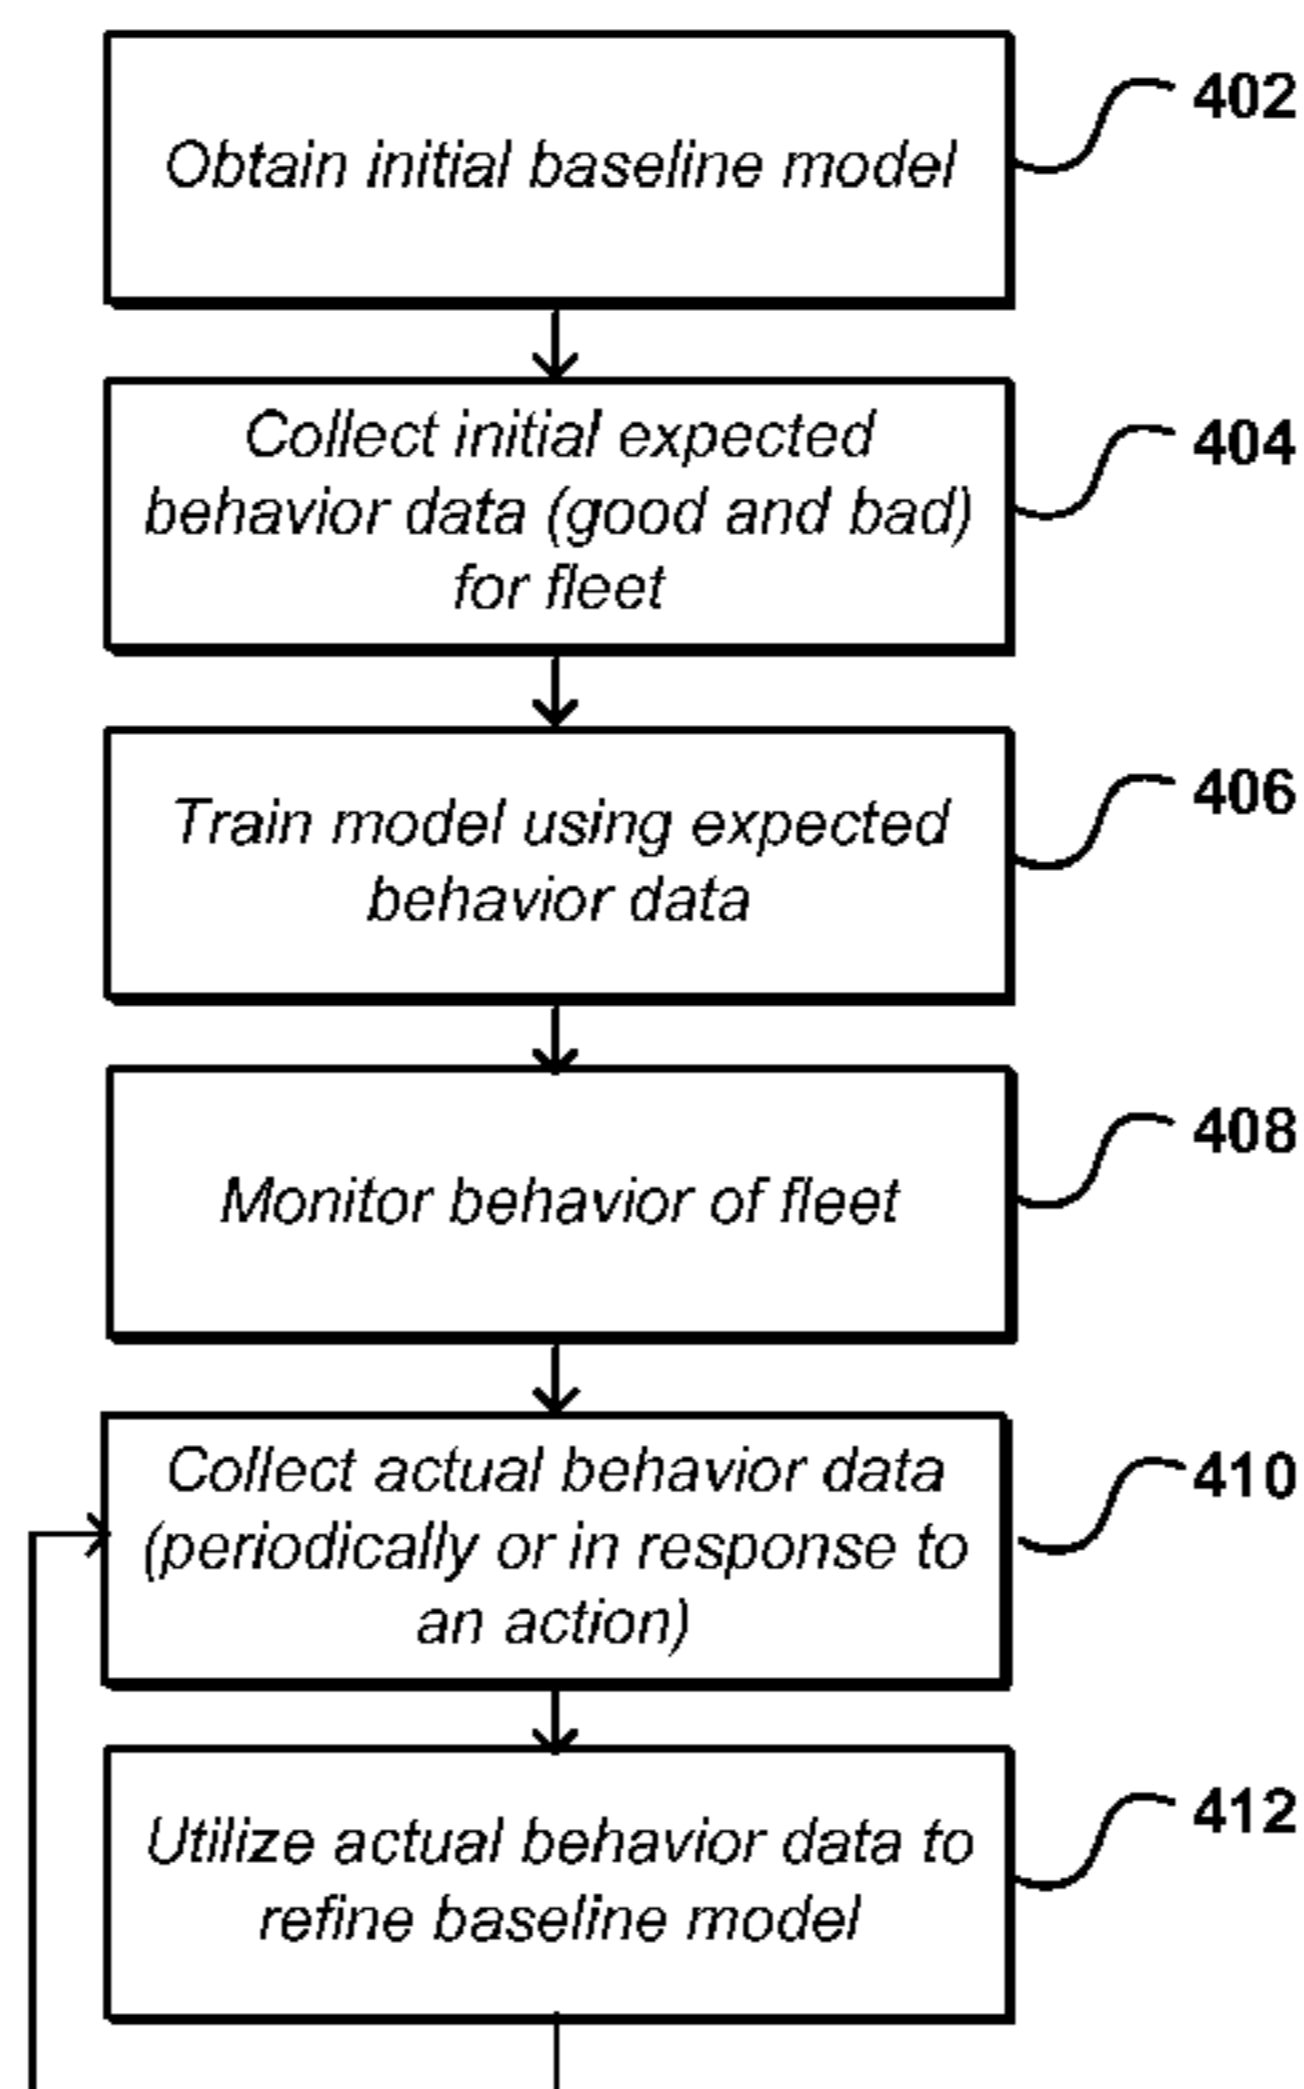 402
Obtain initial baseline model
Collect initial expected
behavior data (good and bad)
for fleet
404
Train model using expected
behavior data
406
Monitor behavior of fleet
408
Collect actual behavior data
(periodically or in response to
an action)
410
Utilize actual behavior data to
refine baseline model
412